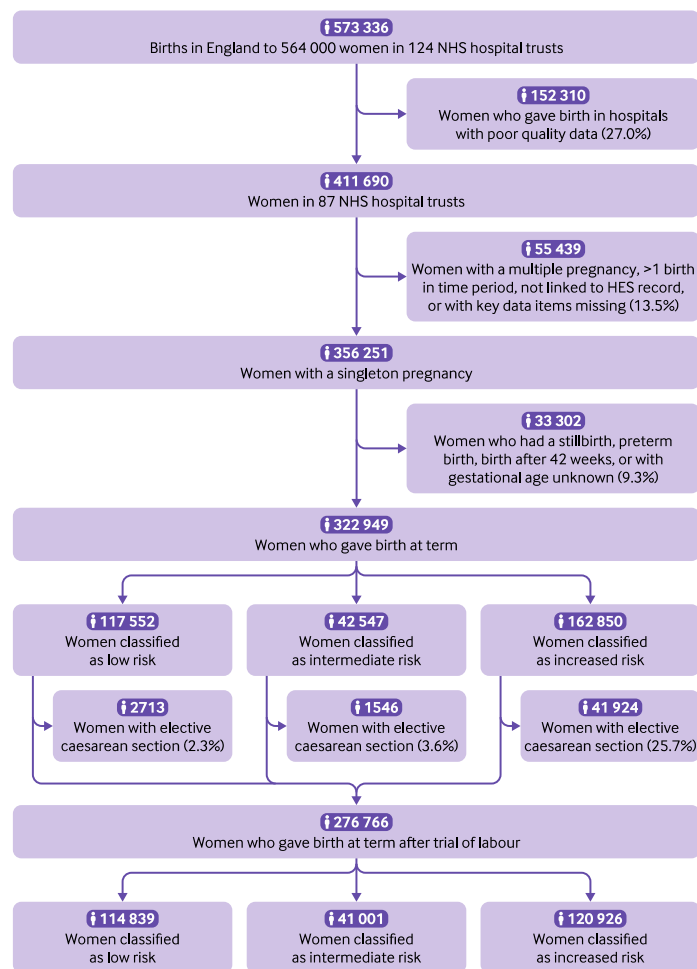 573 336
Births in England to 564 000 women in 124 NHS hospital trusts
152 310
Women who gave birth in hospitals
with poor quality data (27.0%)
411 690
Women in 87 NHS hospital trusts
55 439
Women with a multiple pregnancy, >1 birth
in time period, not linked to HES record,
or with key data items missing (13.5%)
356 251
Women with a singleton pregnancy
33 302
Women who had a stillbirth, preterm
birth, birth after 42 weeks, or with
gestational age unknown (9.3%)
322 949
Women who gave birth at term
117 552
Women classified
as low risk
42 547
Women classified
as intermediate risk
162 850
Women classified
as increased risk
2713
Women with elective
caesarean section (2.3%)
1546
Women with elective
caesarean section (3.6%)
41 924
Women with elective
caesarean section (25.7%)
276 766
Women who gave birth at term after trial of labour
114 839
Women classified
as low risk
41 001
Women classified
as intermediate risk
120 926
Women classified
as increased risk